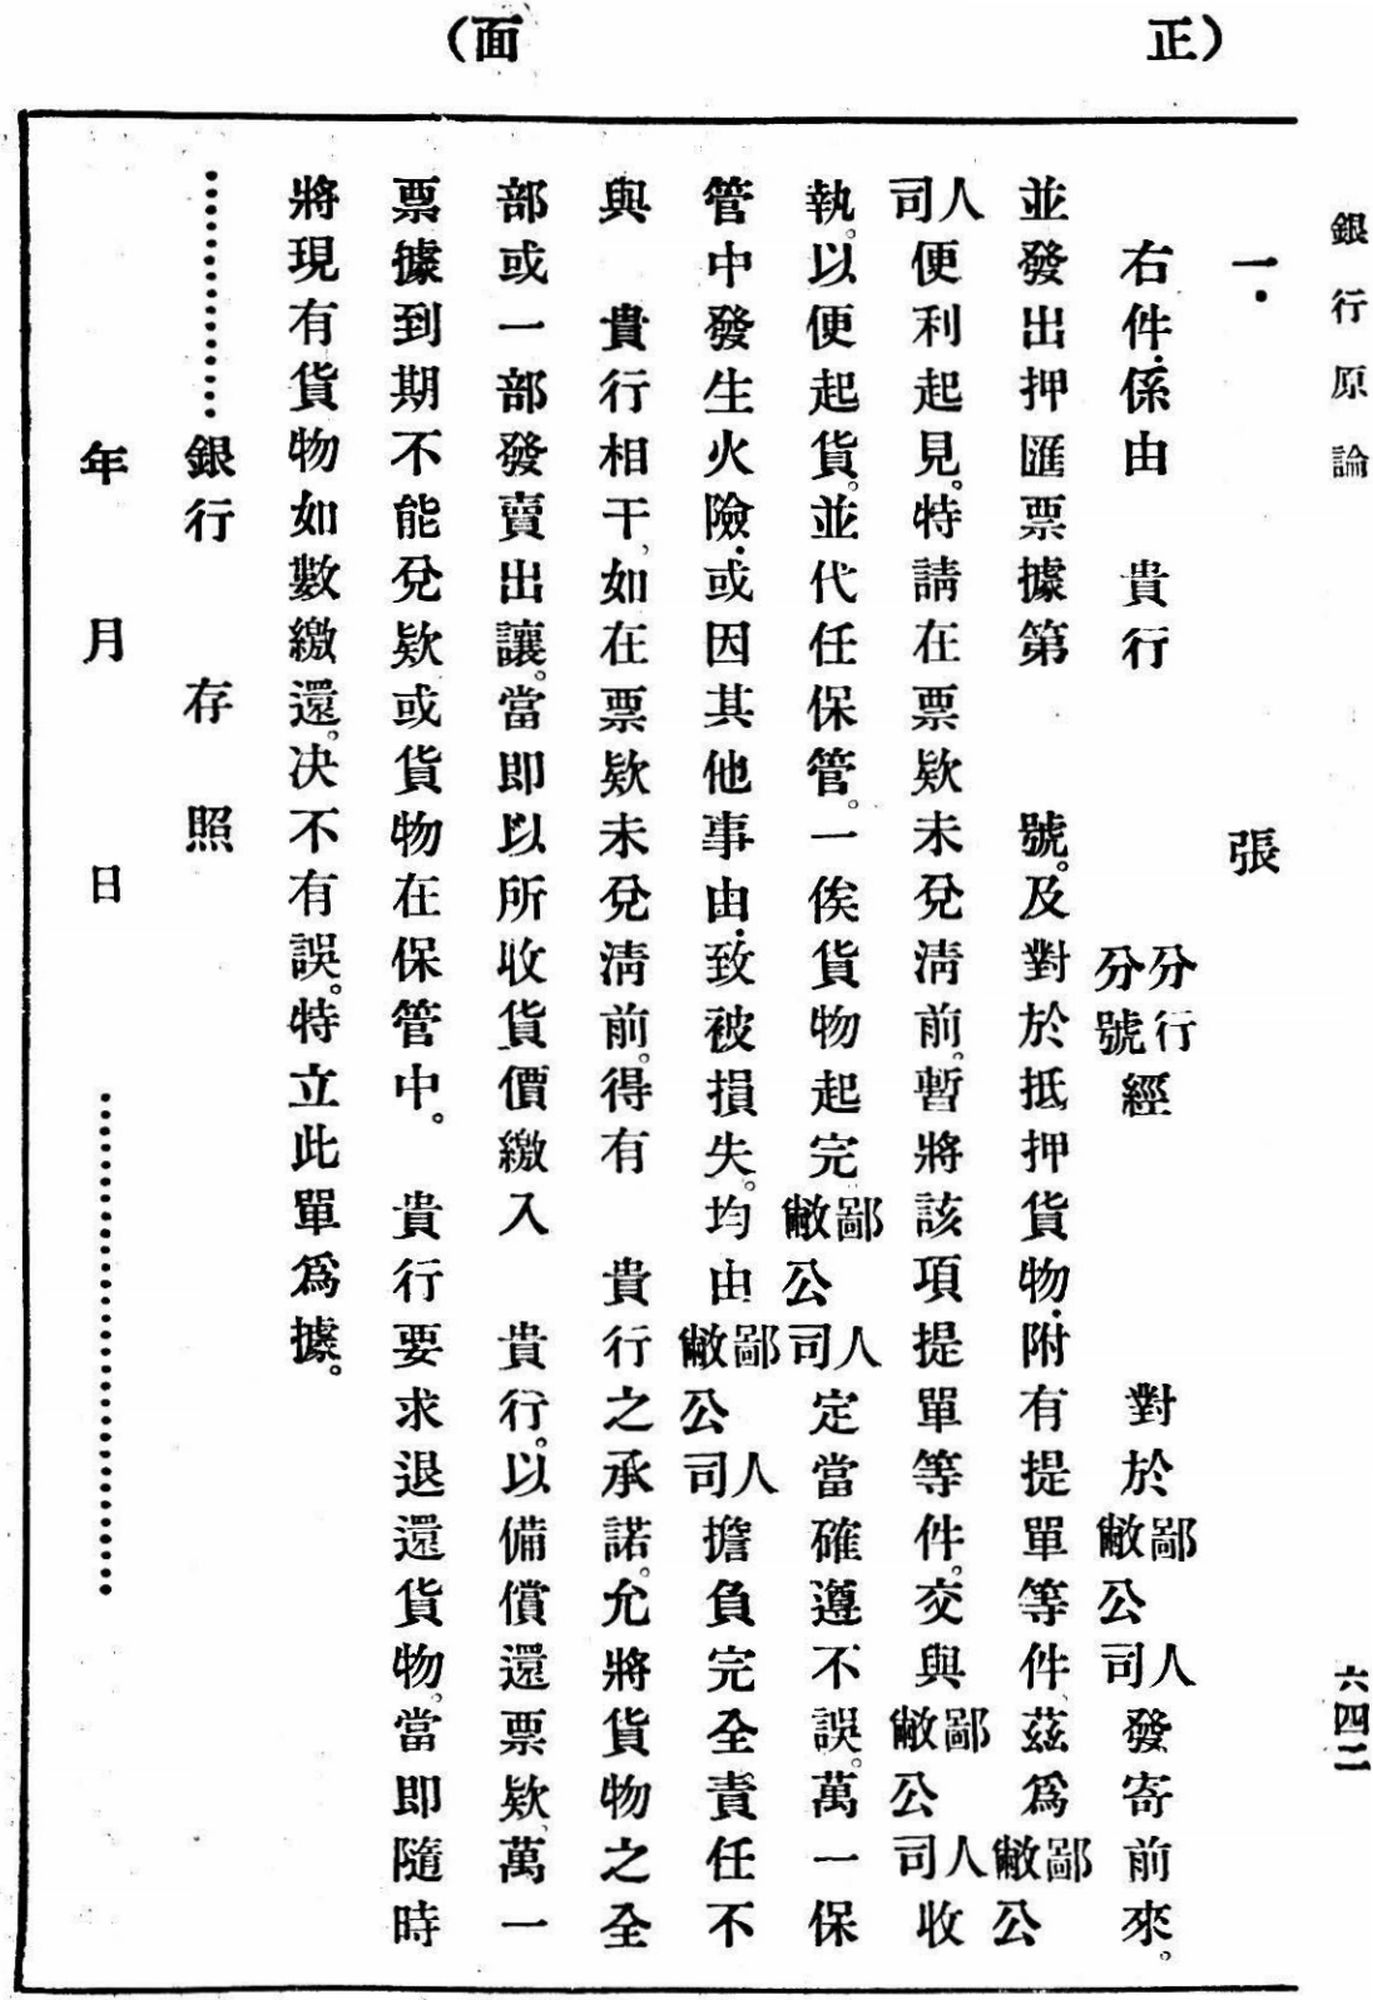 銀行原論
六四二
（正　面）
一．　張
右件．係由　貴行　分行分號經　對於鄙人敝公司發寄前來。
並發出押匯票據第　號。及對於抵押貨物．附有提單等件、茲爲鄙敝公
人司便利起見。特請在票欵未兌淸前。暫將該項提單等件。交與鄙人敝公司收
執。以便起貨。並代任保管。一俟貨物起完鄙人敝公司定當確遵不誤。萬一保
管中發生火險．或因其他事由．致被損失。均由鄙人敝公司擔負完全責任不
與　貴行相干、如在票欵未兌淸前。得有　貴行之承諾。允將貨物之全
部或一部發賣出讓。當卽以所收貨價繳入　貴行。以備償還票欵、萬一
票據到期不能兌欵或貨物在保管中。　貴行要求退還貨物。當卽隨時
將現有貨物如數繳還。决不有誤。特立此單爲據。
……………銀行　存照
年　月　日　…………………………